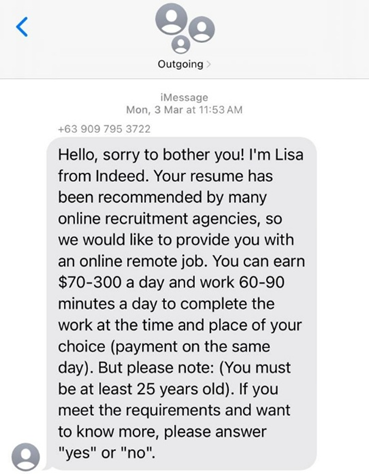 Outgoing
iMessage
Mon, 3 Mar at 11:53 AM
+63 909 795 3722
Hello, sorry to bother you! I'm Lisa
from Indeed. Your resume has
been recommended by many
online recruitment agencies, so
we would like to provide you with
an online remote job. You can earn
$70-300 a day and work 60-90
minutes a day to complete the
work at the time and place of your
choice (payment on the same
day). But please note: (You must
be at least 25 years old). If you
meet the requirements and want
to know more, please answer
"yes" or "no".